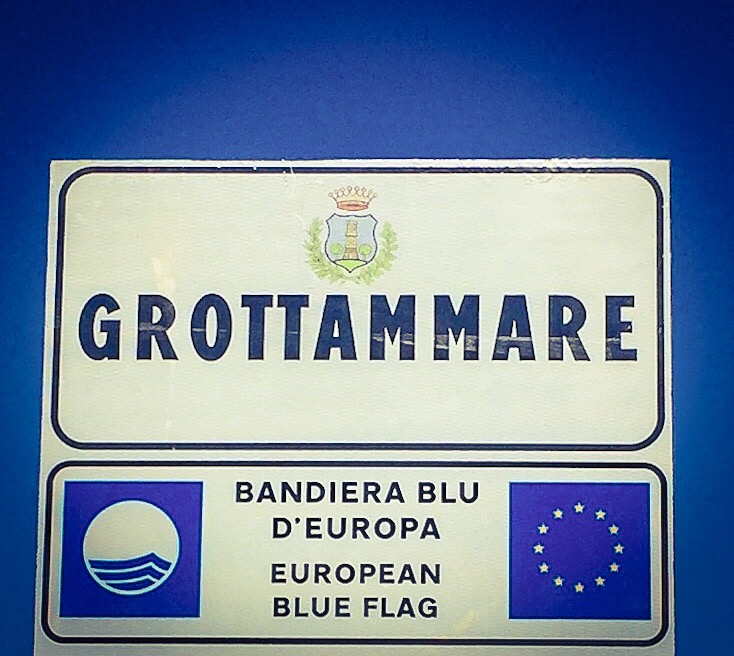 GROTTAMMARE
BANDIERA BLU
D'EUROPA
EUROPEAN
BLUE FLAG